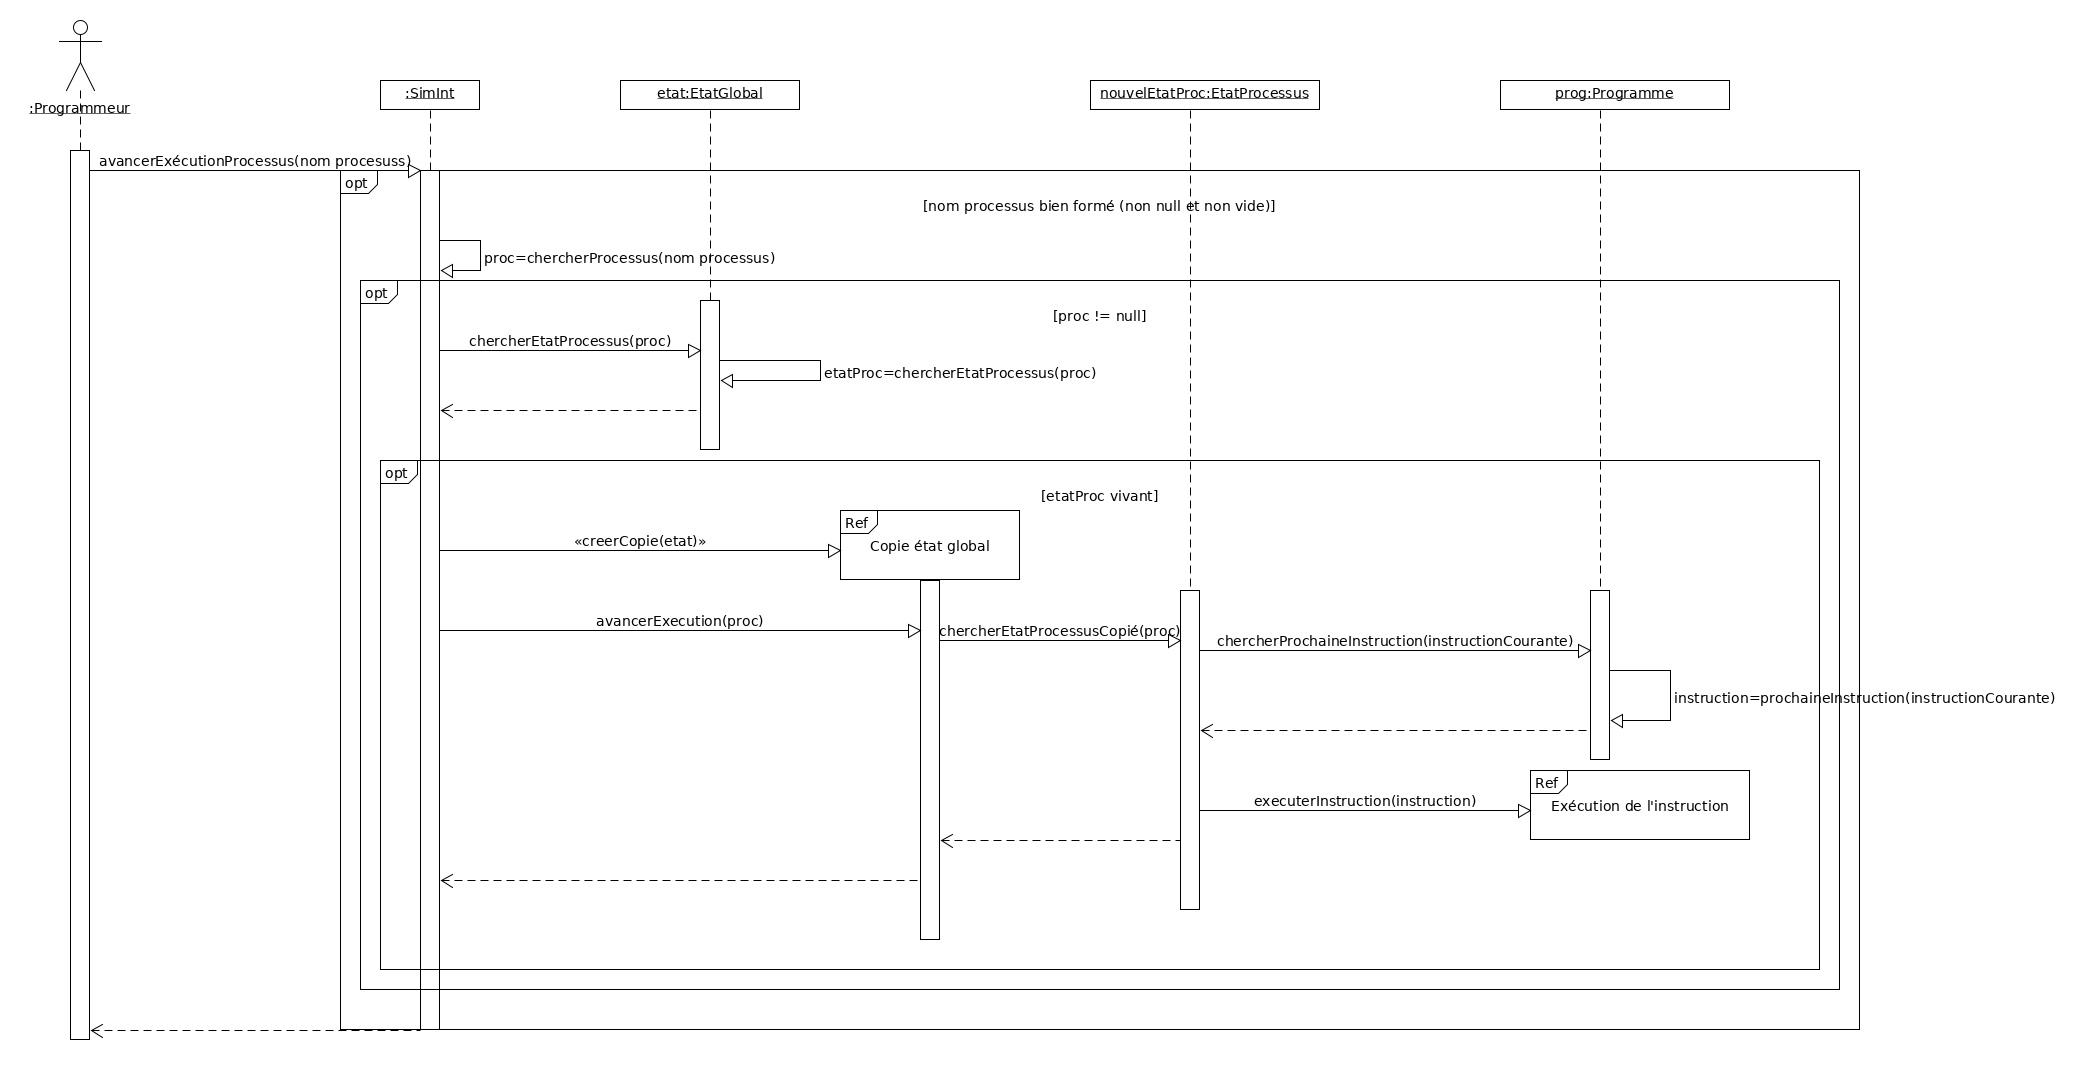 :Programmeur
:SimInt
etat:EtatGlobal
nouvelEtatProc:EtatProcessus
prog:Programme
avancerExécutionProcessus(nom procesuss)
opt
[nom processus bien formé (non null et non vide)]
proc=chercherProcessus(nom processus)
opt
[proc != null]
chercherEtatProcessus(proc)
etatProc=chercherEtatProcessus(proc)
opt
[etatProc vivant]
Ref
Copie état global
«creerCopie(etat)»
avancerExecution(proc)
chercherEtatProcessusCopié(proc)
chercherProchaineInstruction(instructionCourante)
instruction=prochaineInstruction(instructionCourante)
Ref
Exécution de l'instruction
executerInstruction(instruction)